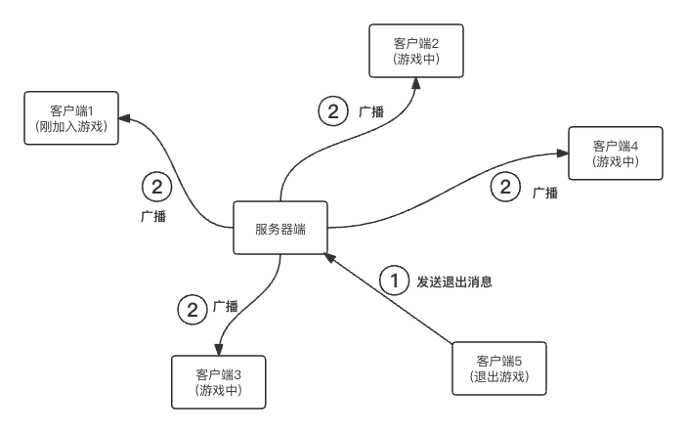 客户端2
(游戏中)
客户端1
(刚加入游戏)
2
广播
客户端4
(游戏中)
2
广播
2
广播
服务器端
1
发送退出消息
2
广播
客户端3
(游戏中)
客户端5
(退出游戏)